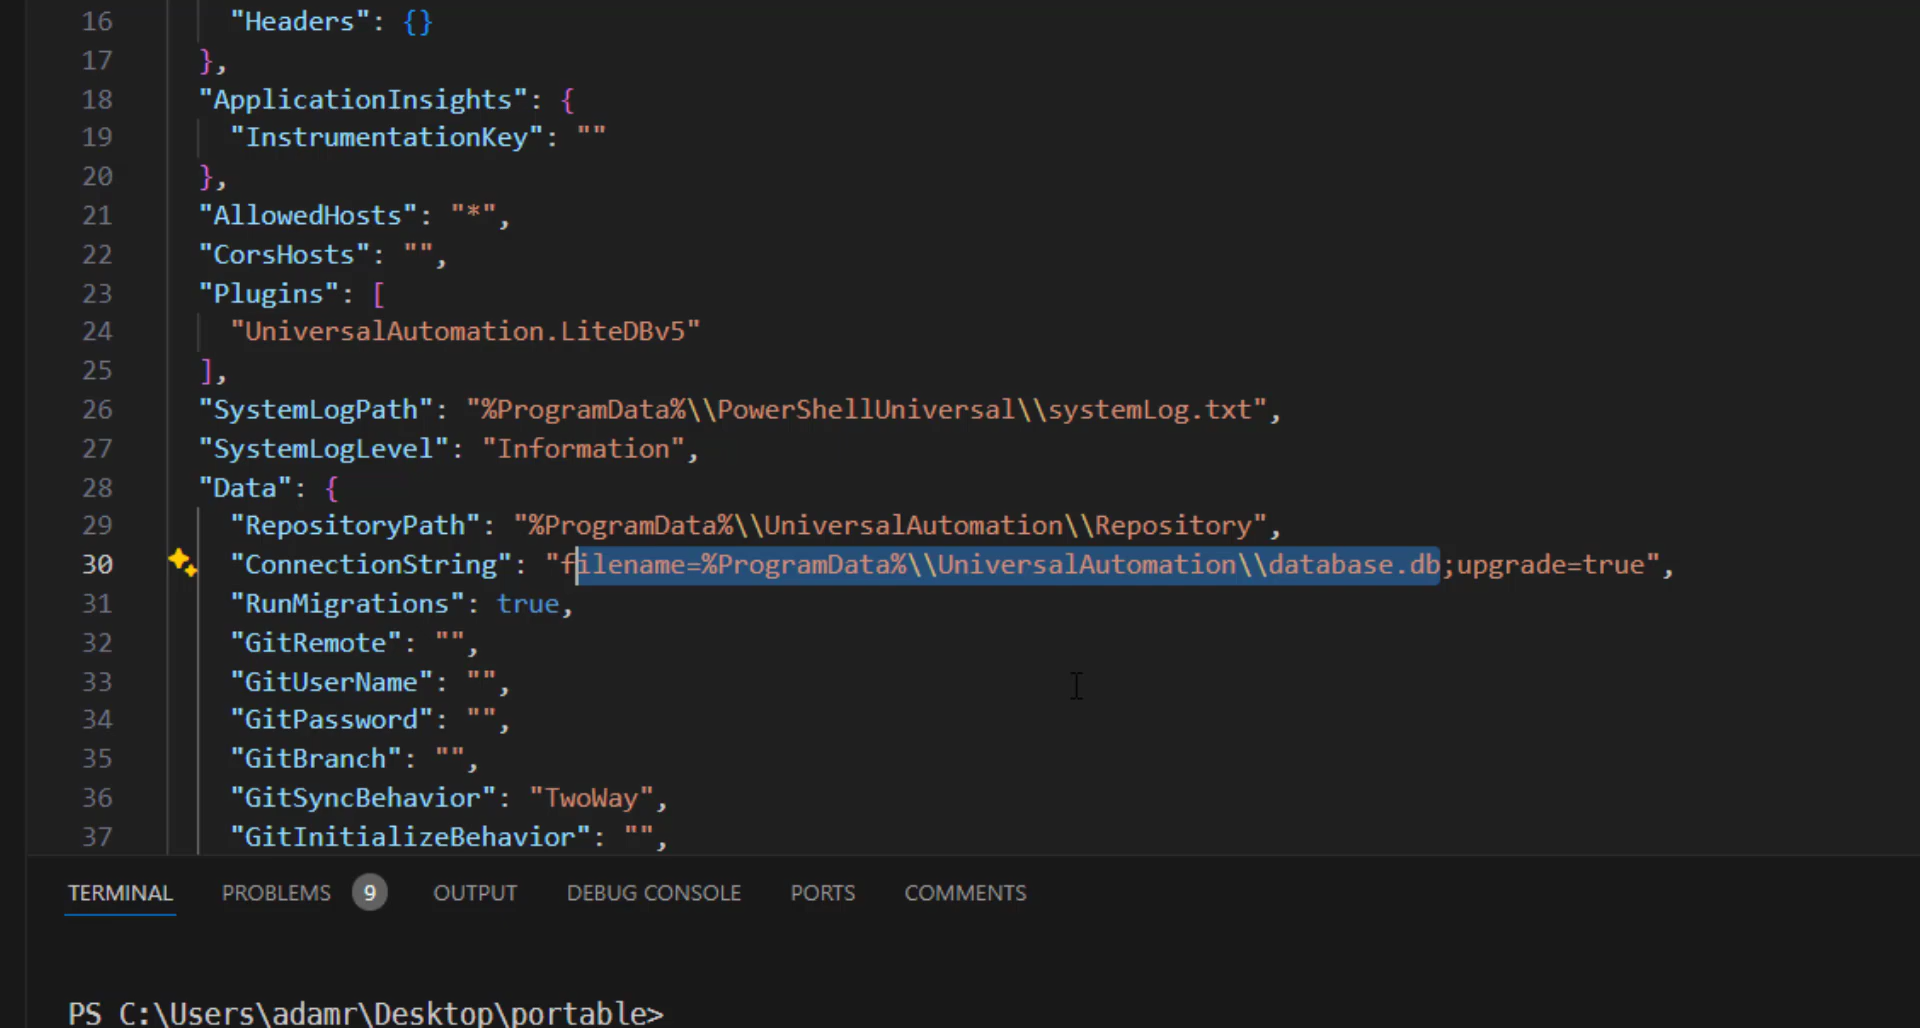 16 "Headers": {}
17 },
18 "ApplicationInsights": {
19 "InstrumentationKey": ""
20 },
21 "AllowedHosts": "*",
22 "CorsHosts": "",
23 "Plugins": [
24 "UniversalAutomation.LiteDBv5"
25 ],
26 "SystemLogPath": "%ProgramData%\\PowerShellUniversal\\systemLog.txt",
27 "SystemLogLevel": "Information",
28 "Data": {
29 "RepositoryPath": "%ProgramData%\\UniversalAutomation\\Repository",
30 "ConnectionString": "filename=%ProgramData%\\UniversalAutomation\\database.db;upgrade=true",
31 "RunMigrations": true,
32 "GitRemote": "",
33 "GitUserName": "",
34 "GitPassword": "",
35 "GitBranch": "",
36 "GitSyncBehavior": "TwoWay",
37 "GitInitializeBehavior": "",
TERMINAL PROBLEMS 9 OUTPUT DEBUG CONSOLE PORTS COMMENTS
PS C:\Users\adamr\Desktop\portable>